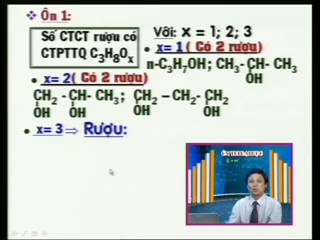 ❖ Ôn 1:
Số CTCT rượu có
CTPTTQ C₃H₈Oₓ
Với: x = 1; 2; 3
• x= 1 ( Có 2 rượu)
n-C₃H₇OH; CH₃- CH- CH₃
OH
• x= 2( Có 2 rượu)
CH₂ - CH- CH₃; CH₂ – CH₂- CH₂
OH OH OH OH
• x= 3 ⇒ Rượu: